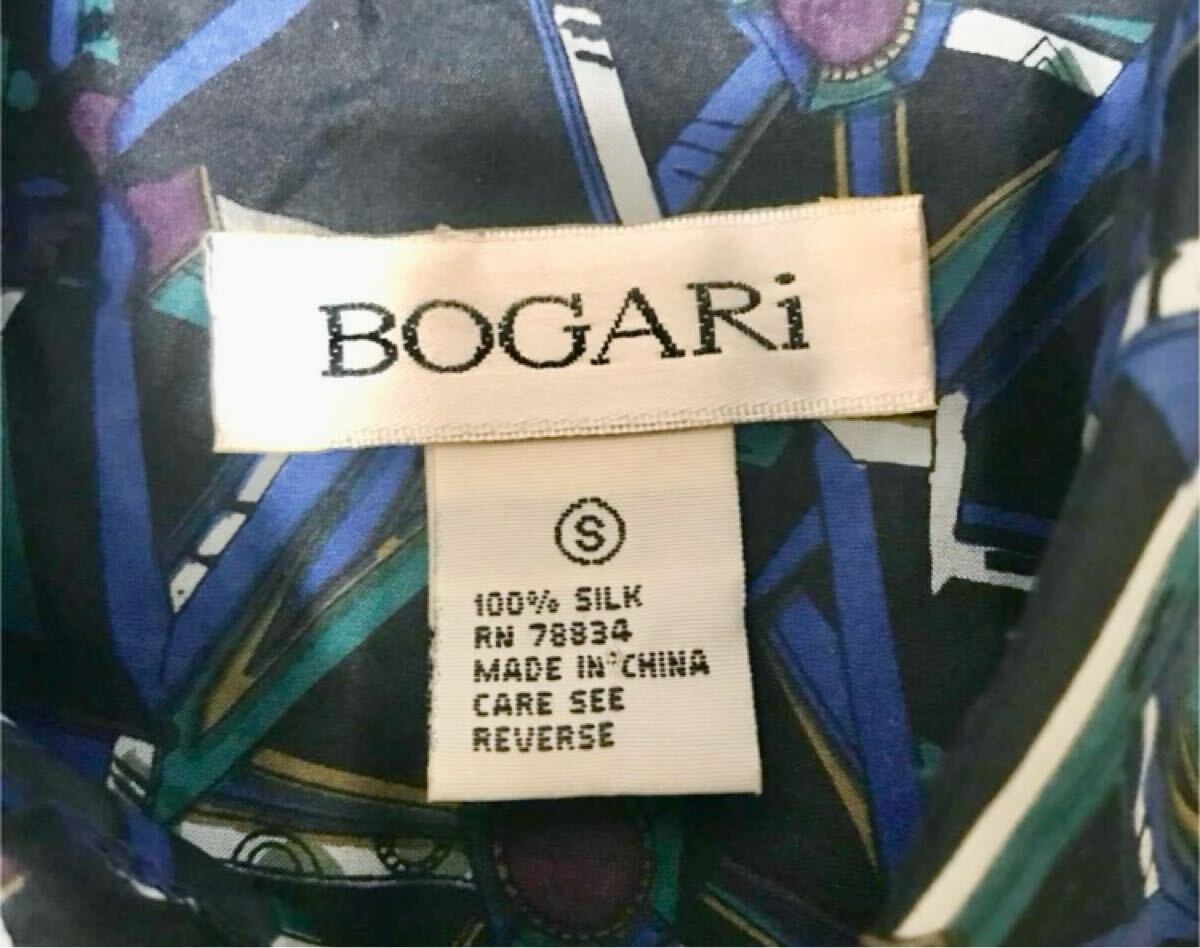 BOGARi
S
100% SILK
RN 78834
MADE IN CHINA
CARE SEE
REVERSE